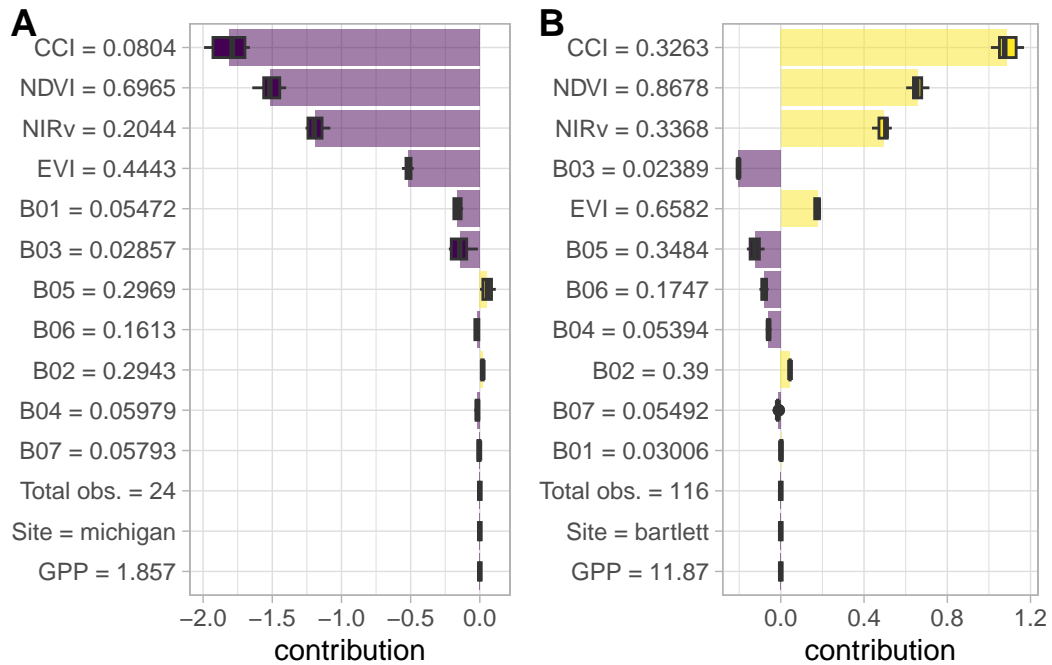 A
CCI = 0.0804
NDVI = 0.6965
NIRv = 0.2044
EVI = 0.4443
B01 = 0.05472
B03 = 0.02857
B05 = 0.2969
B06 = 0.1613
B02 = 0.2943
B04 = 0.05979
B07 = 0.05793
Total obs. = 24
Site = michigan
GPP = 1.857
−2.0 −1.5 −1.0 −0.5 0.0
contribution
B
CCI = 0.3263
NDVI = 0.8678
NIRv = 0.3368
B03 = 0.02389
EVI = 0.6582
B05 = 0.3484
B06 = 0.1747
B04 = 0.05394
B02 = 0.39
B07 = 0.05492
B01 = 0.03006
Total obs. = 116
Site = bartlett
GPP = 11.87
0.0 0.4 0.8 1.2
contribution